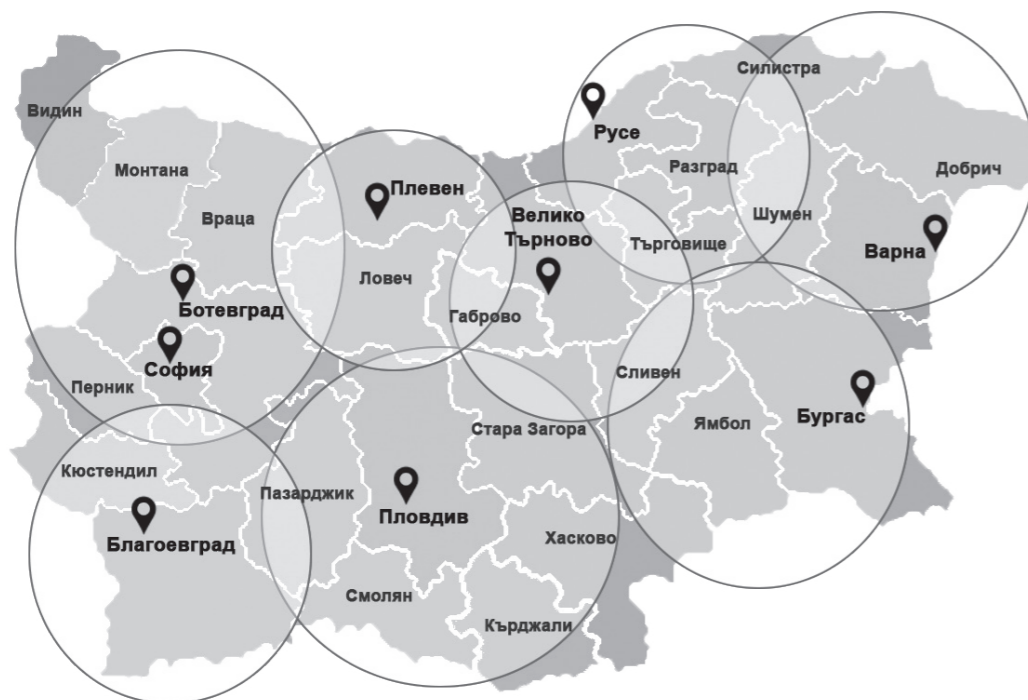 Видин
Монтана
Враца
Плевен
Ловеч
Велико
Търново
Габрово
Русе
Разград
Силистра
Търговище
Шумен
Добрич
Варна
Ботевград
София
Перник
Кюстендил
Благоевград
Пазарджик
Пловдив
Стара Загора
Сливен
Ямбол
Бургас
Хасково
Смолян
Кърджали